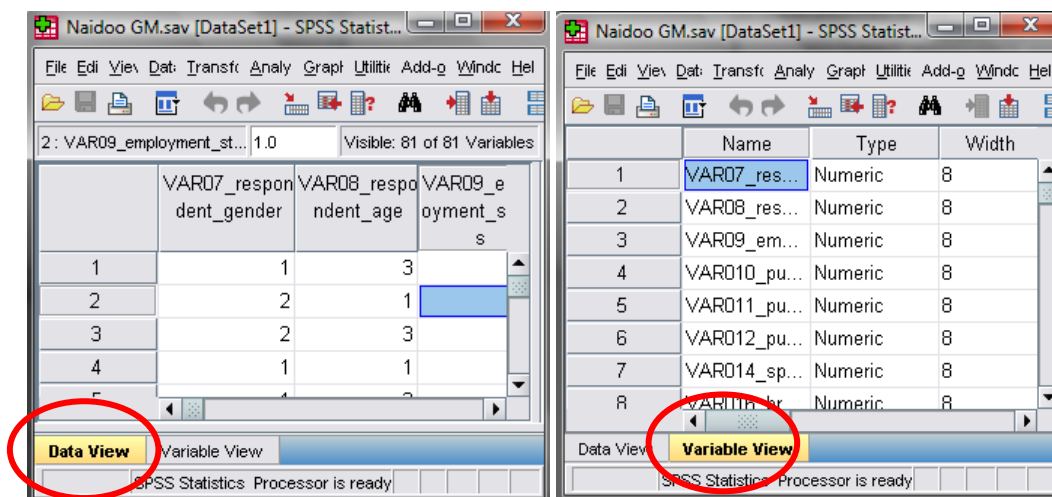 Naidoo GM.sav [DataSet1] - SPSS Statist...
File Edi Viev Dat: Transfc Analy Grapl Utilitie Add-o Windc Hel
2 : VAR09_employment_st... 1.0 Visible: 81 of 81 Variables
VAR07_respon VAR08_respo VAR09_e
dent_gender ndent_age oyment_s
s
1 1 3
2 2 1
3 2 3
4 1 1
Data View Variable View
SPSS Statistics Processor is ready
Naidoo GM.sav [DataSet1] - SPSS Statist...
File Edi Viev Dat: Transfc Analy Grapl Utilitie Add-o Windc Hel
Name Type Width
1 VAR07_res... Numeric 8
2 VAR08_res... Numeric 8
3 VAR09_em... Numeric 8
4 VAR010_pu... Numeric 8
5 VAR011_pu... Numeric 8
6 VAR012_pu... Numeric 8
7 VAR014_sp... Numeric 8
8 VAR016_br... Numeric 8
Data View Variable View
SPSS Statistics Processor is ready